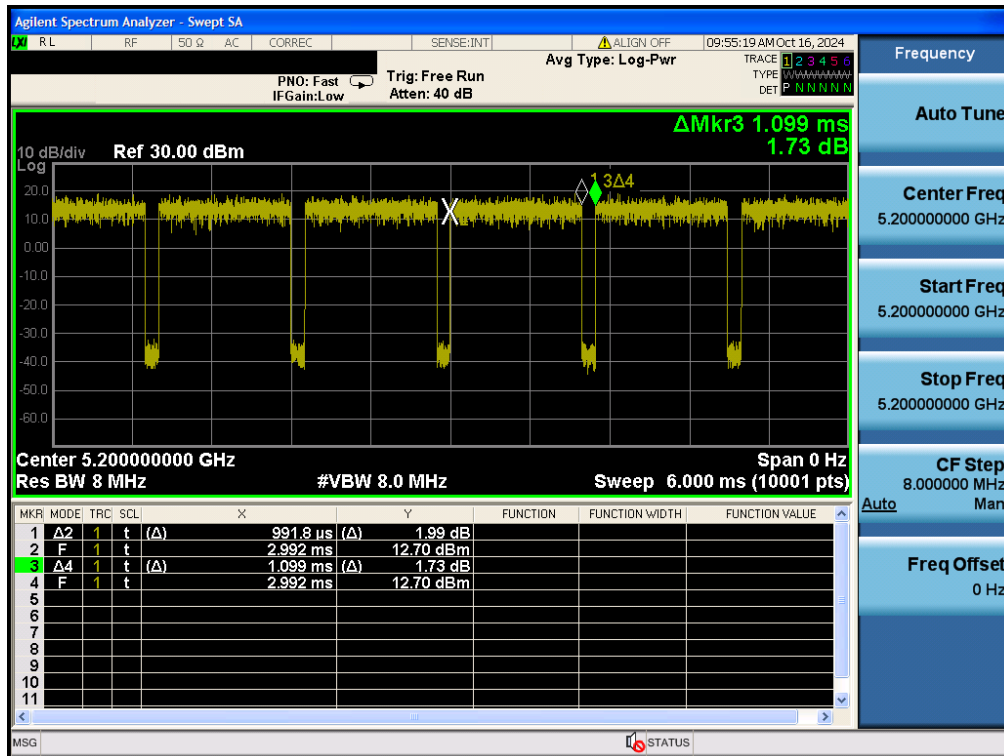 Agilent Spectrum Analyzer - Swept SA
LXI RL RF 50 Ω AC CORREC SENSE:INT ALIGN OFF 09:55:19 AM Oct 16, 2024
Frequency
Avg Type: Log-Pwr
TRACE 1 2 3 4 5 6
TYPE WWWWWW
DET P N N N N N
PNO: Fast
IFGain:Low
Trig: Free Run
Atten: 40 dB
Auto Tune
ΔMkr3 1.099 ms
1.73 dB
10 dB/div Ref 30.00 dBm
Log
20.0
10.0
0.00
-10.0
-20.0
-30.0
-40.0
-50.0
-60.0
X
1 3Δ4
Center Freq
5.200000000 GHz
Start Freq
5.200000000 GHz
Stop Freq
5.200000000 GHz
Center 5.200000000 GHz Span 0 Hz
Res BW 8 MHz #VBW 8.0 MHz Sweep 6.000 ms (10001 pts)
CF Step
8.000000 MHz
Auto Man
MKR MODE TRC SCL X Y FUNCTION FUNCTION WIDTH FUNCTION VALUE
1 Δ2 1 t (Δ) 991.8 µs (Δ) 1.99 dB
2 F 1 t 2.992 ms 12.70 dBm
3 Δ4 1 t (Δ) 1.099 ms (Δ) 1.73 dB
4 F 1 t 2.992 ms 12.70 dBm
5
6
7
8
9
10
11
Freq Offset
0 Hz
MSG STATUS